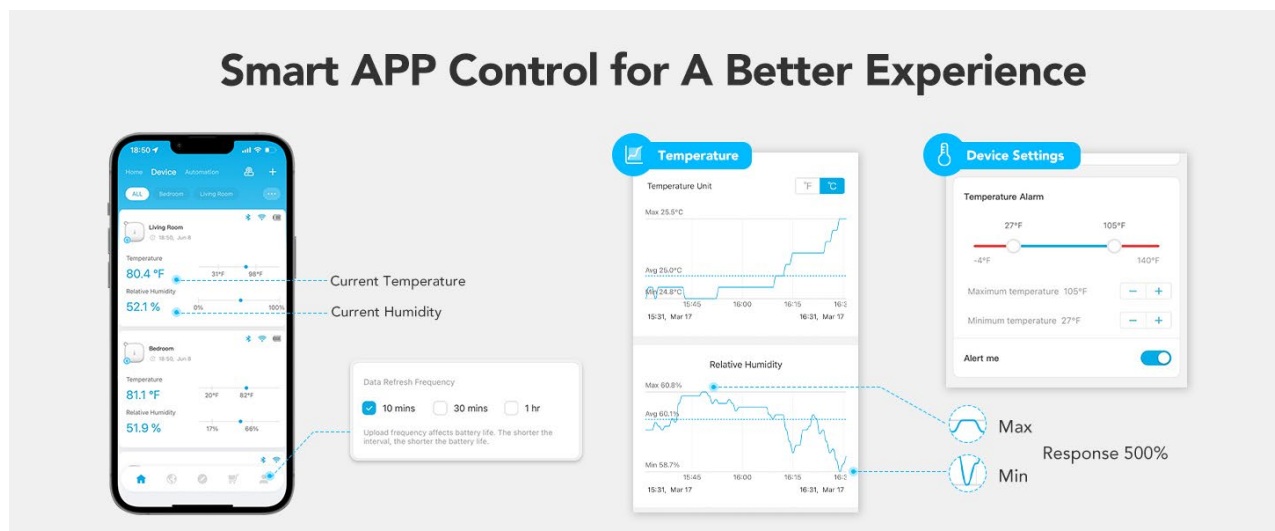 Smart APP Control for A Better Experience
18:50
Home Device Automation
ALL Bedroom Living Room
Living Room
18:50, Jun 8
Temperature
80.4 °F
31°F 98°F
Relative Humidity
52.1 %
0% 100%
Bedroom
18:50, Jun 8
Temperature
81.1 °F
20°F 82°F
Relative Humidity
51.9 %
17% 66%
Current Temperature
Current Humidity
Data Refresh Frequency
10 mins 30 mins 1 hr
Upload frequency affects battery life. The shorter the
interval, the shorter the battery life.
Temperature
Temperature Unit
°F °C
Max 25.5°C
Avg 25.0°C
Min 24.8°C
15:45 16:00 16:15 16:3
15:31, Mar 17 16:31, Mar 17
Relative Humidity
Max 60.8%
Avg 60.1%
Min 58.7%
15:45 16:00 16:15 16:3
15:31, Mar 17 16:31, Mar 17
Device Settings
Temperature Alarm
27°F 105°F
-4°F 140°F
Maximum temperature 105°F − +
Minimum temperature 27°F − +
Alert me
Max
Response 500%
Min